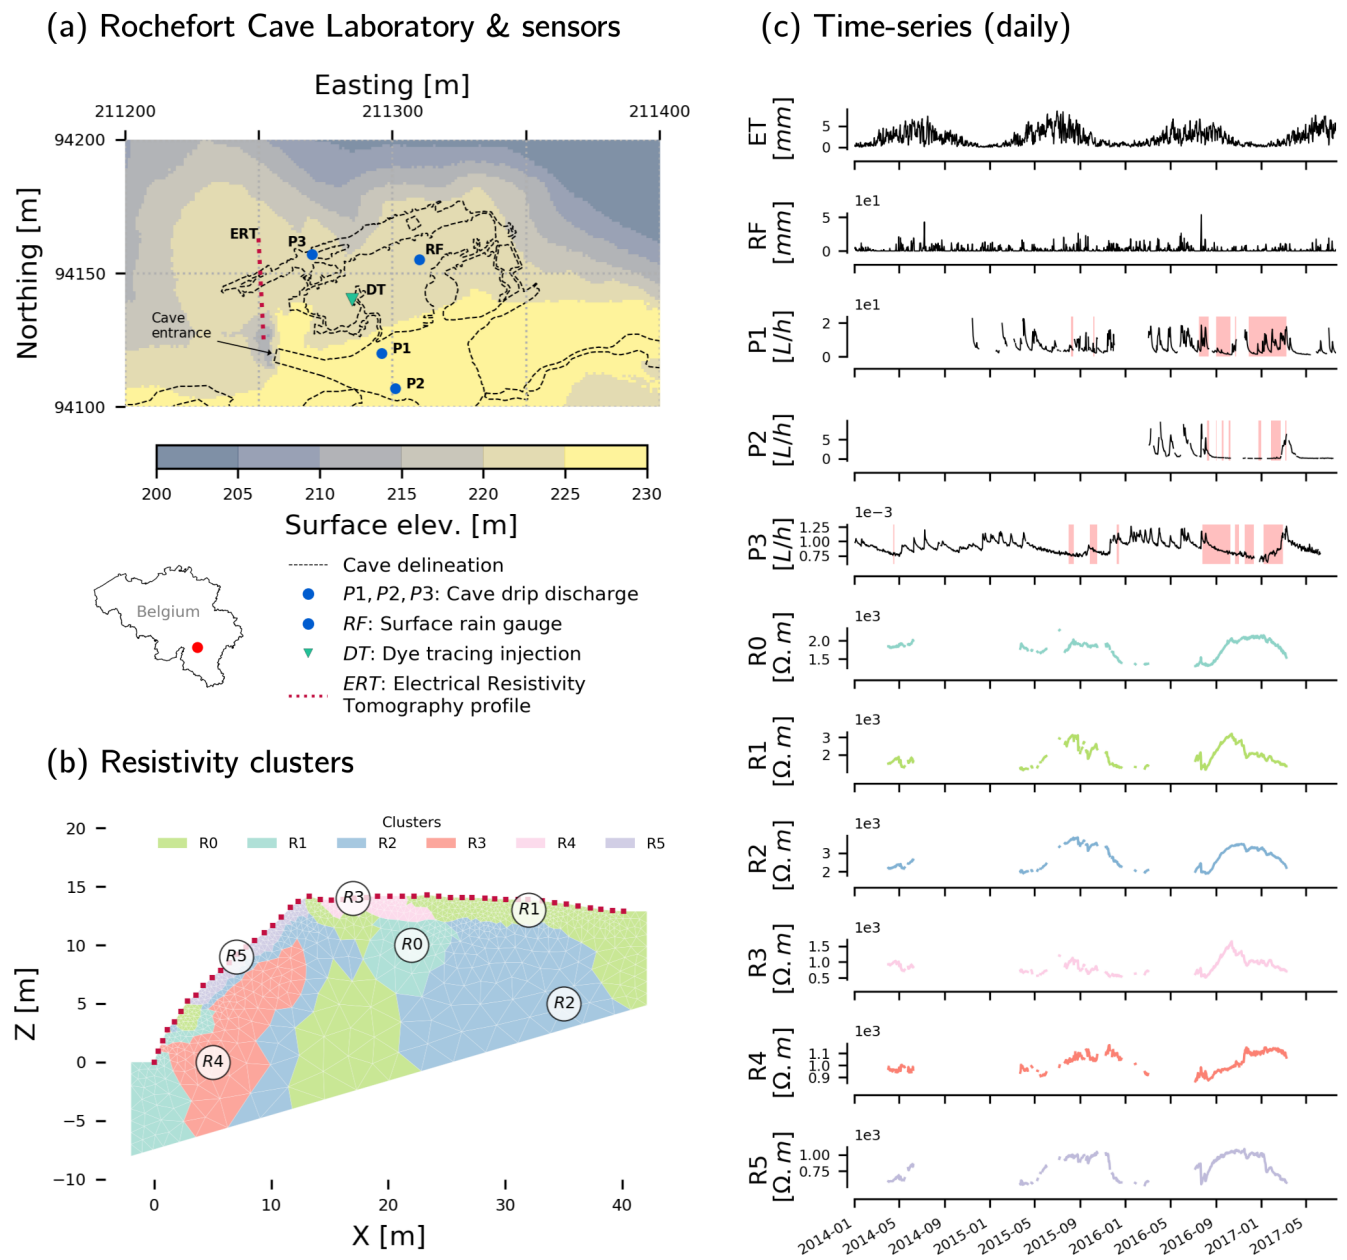 (a) Rochefort Cave Laboratory & sensors
Easting [m]
211200 211300 211400
94200
94150
94100
Northing [m]
ERT
P3
RF
DT
Cave
entrance
P1
P2
200 205 210 215 220 225 230
Surface elev. [m]
Belgium
Cave delineation
P1, P2, P3: Cave drip discharge
RF: Surface rain gauge
DT: Dye tracing injection
ERT: Electrical Resistivity
Tomography profile
(b) Resistivity clusters
Clusters
R0 R1 R2 R3 R4 R5
20
15
10
5
0
−5
−10
Z [m]
R3
R1
R0
R5
R2
R4
0 10 20 30 40
X [m]
(c) Time-series (daily)
ET
[mm]
5
0
RF
[mm]
1e1
5
0
P1
[L/h]
1e1
2
0
P2
[L/h]
5
0
P3
[L/h]
1e−3
1.25
1.00
0.75
R0
[Ω.m]
1e3
2.0
1.5
R1
[Ω.m]
1e3
3
2
R2
[Ω.m]
1e3
3
2
R3
[Ω.m]
1e3
1.5
1.0
0.5
R4
[Ω.m]
1e3
1.1
1.0
0.9
R5
[Ω.m]
1e3
1.00
0.75
2014-01 2014-05 2014-09 2015-01 2015-05 2015-09 2016-01 2016-05 2016-09 2017-01 2017-05